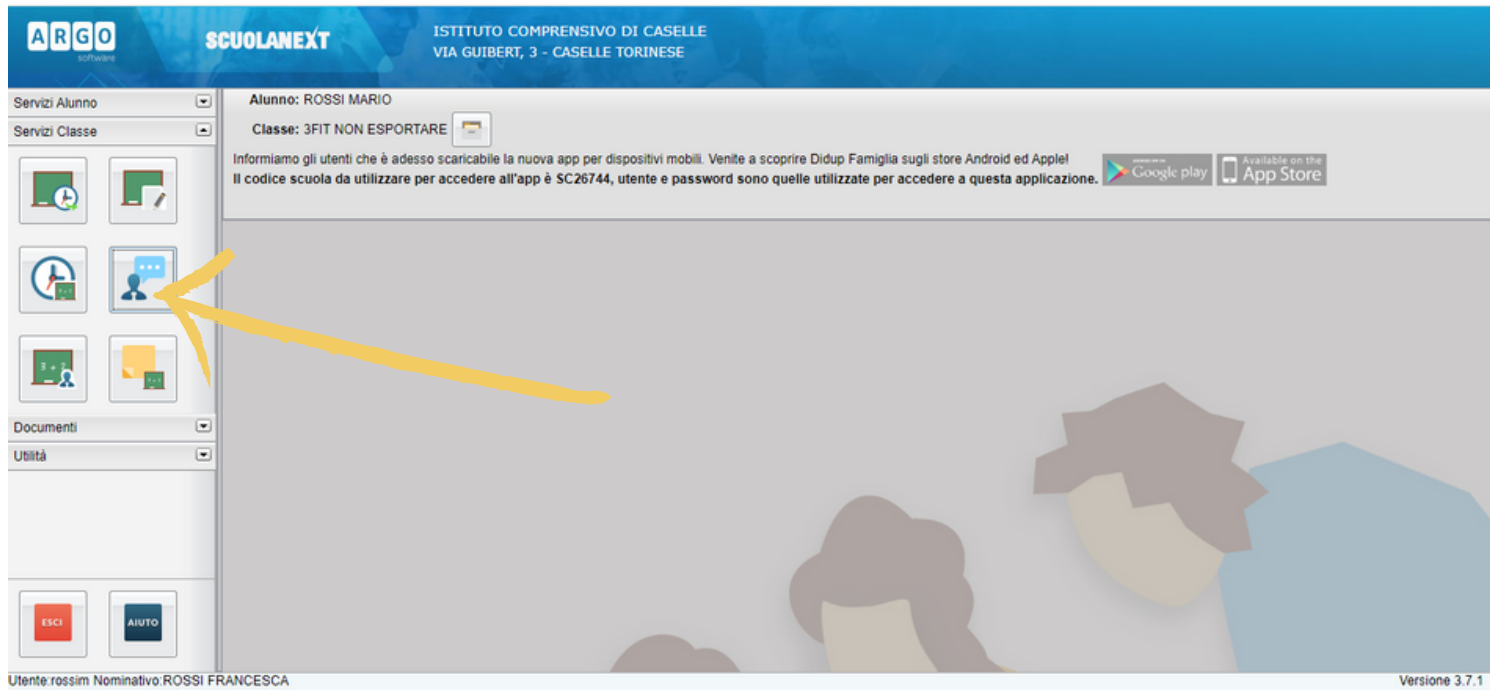 ARGO
software
SCUOLANEXT
ISTITUTO COMPRENSIVO DI CASELLE
VIA GUIBERT, 3 - CASELLE TORINESE
Servizi Alunno
Servizi Classe
Alunno: ROSSI MARIO
Classe: 3FIT NON ESPORTARE
Informiamo gli utenti che è adesso scaricabile la nuova app per dispositivi mobili. Venite a scoprire Didup Famiglia sugli store Android ed Apple!
Il codice scuola da utilizzare per accedere all'app è SC26744, utente e password sono quelle utilizzate per accedere a questa applicazione.
Google play
Available on the
App Store
Documenti
Utilità
ESCI
AIUTO
Utente:rossim Nominativo:ROSSI FRANCESCA
Versione 3.7.1